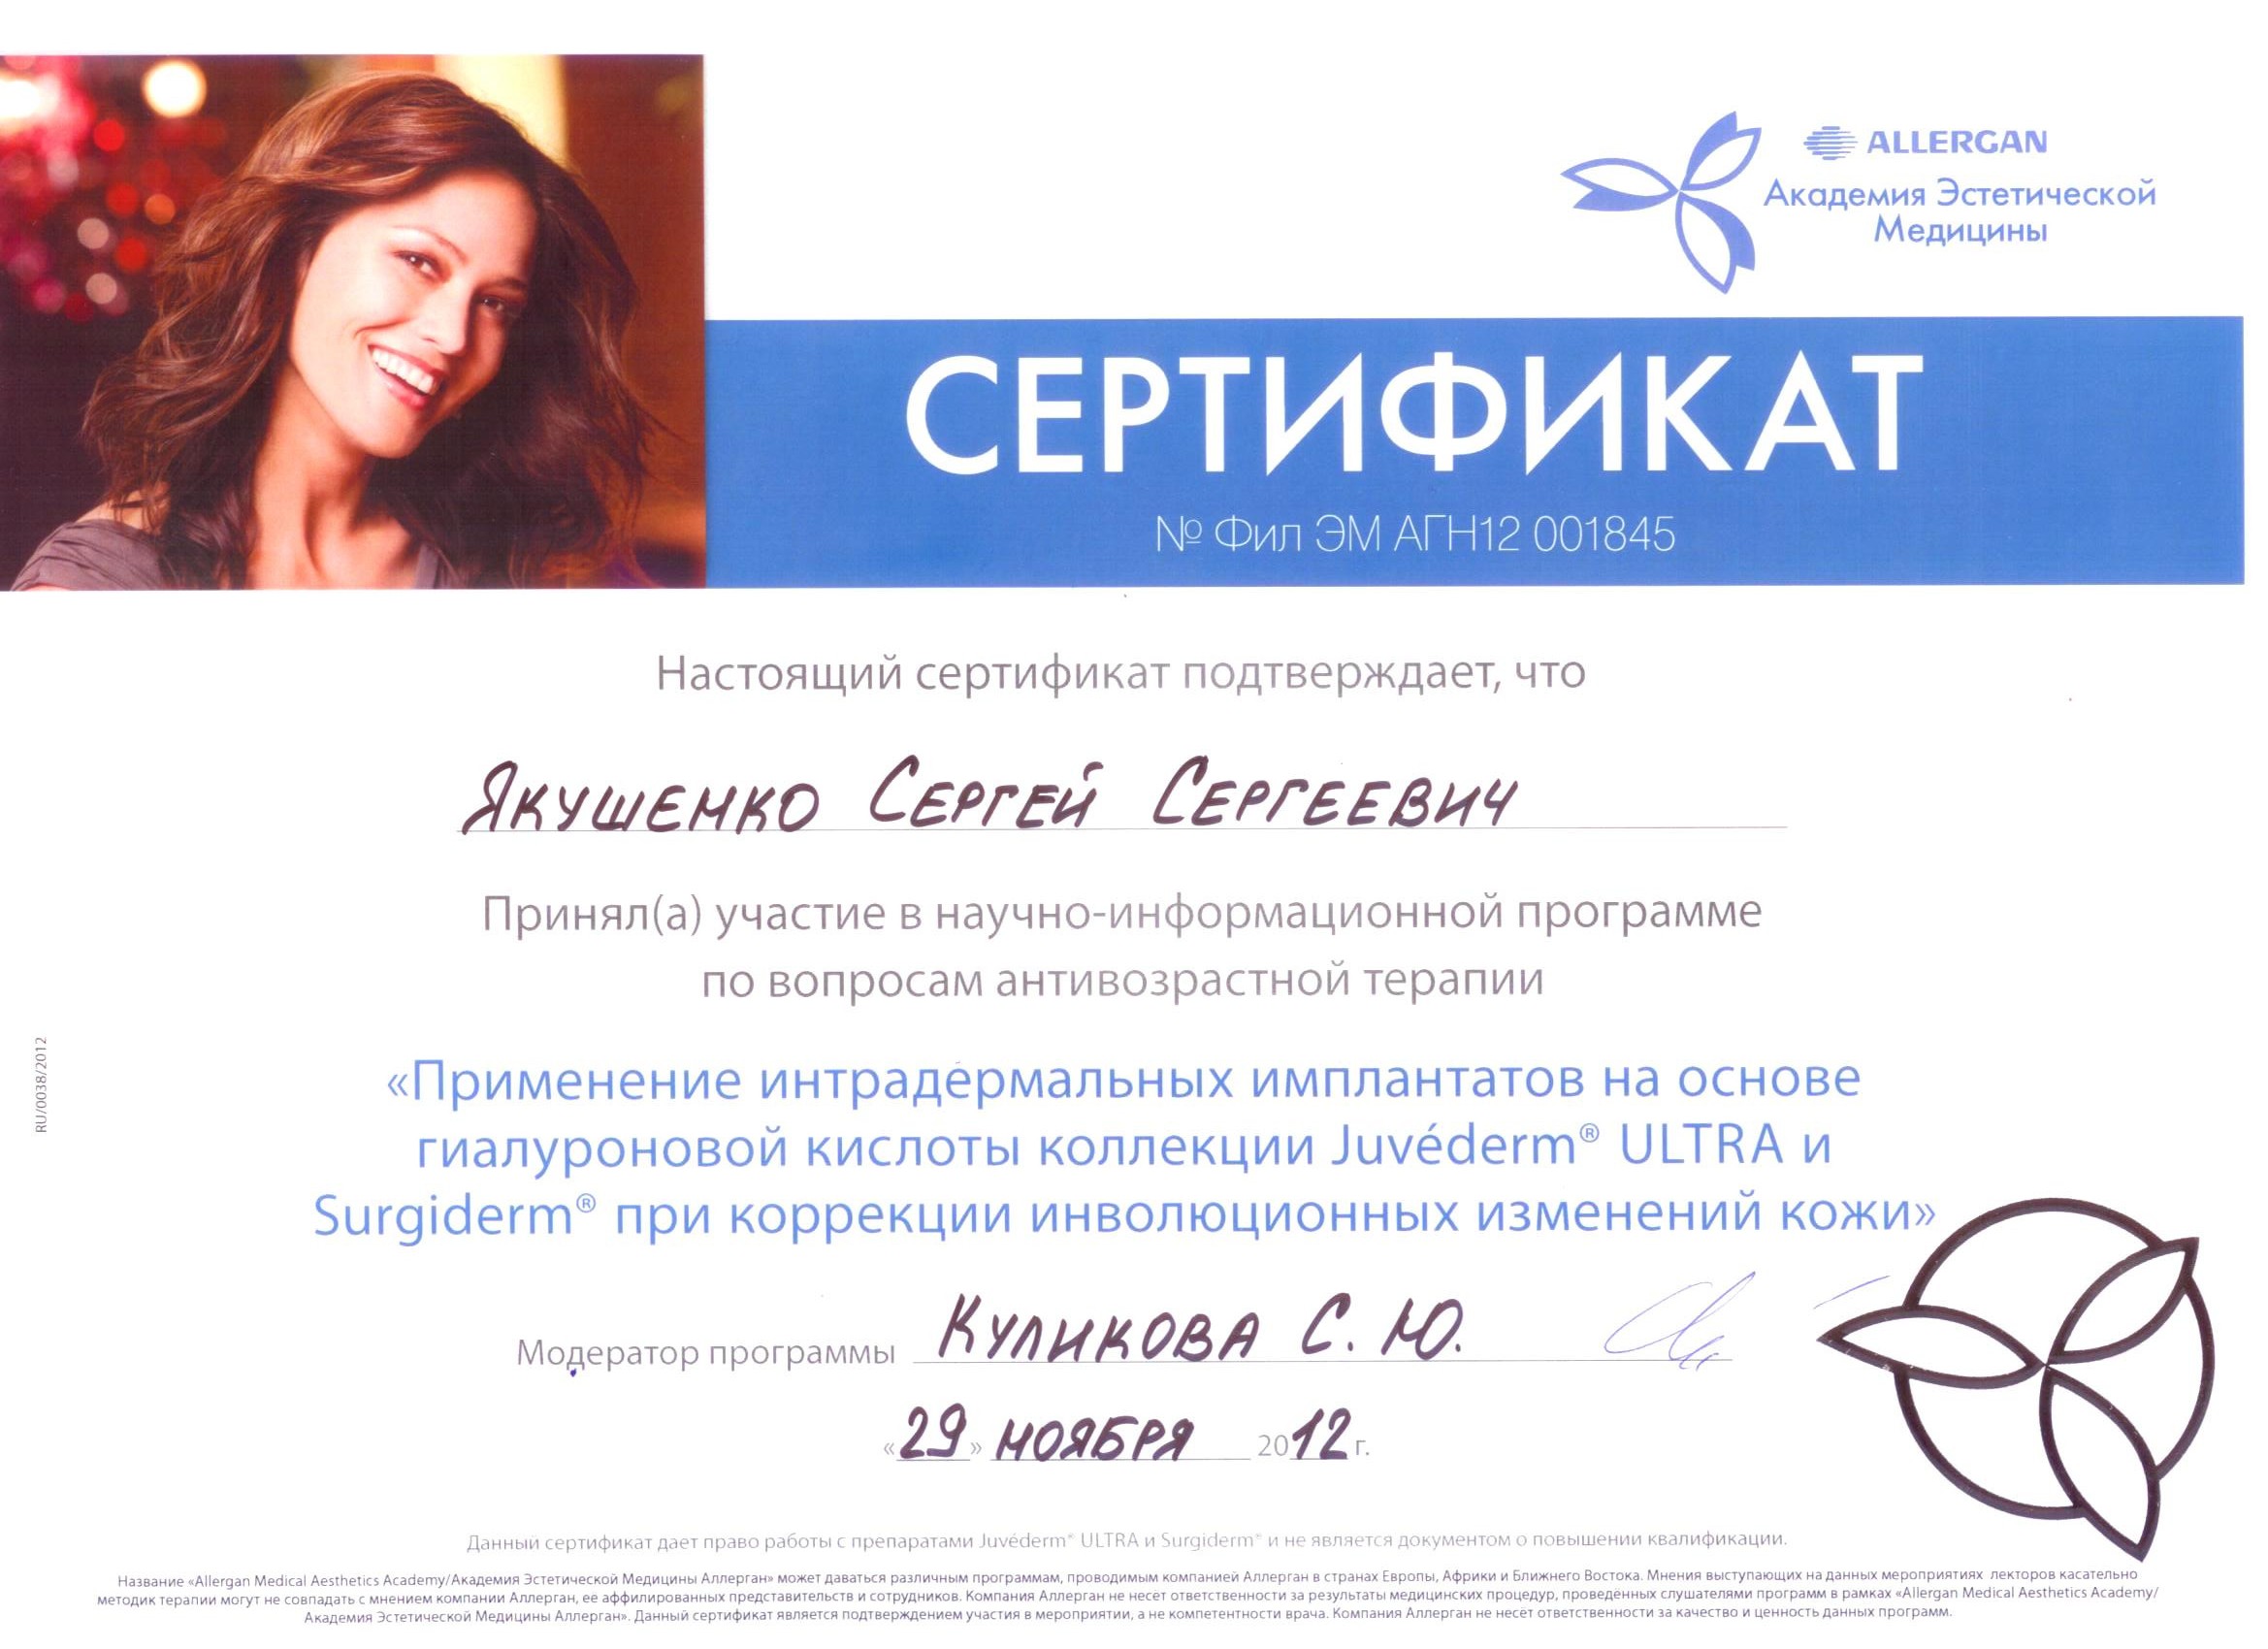 ALLERGAN
Академия Эстетической
Медицины
СЕРТИФИКАТ
№ Фил ЭМ АГН12 001845
Настоящий сертификат подтверждает, что
Якушенко Сергей Сергеевич
Принял(а) участие в научно-информационной программе
по вопросам антивозрастной терапии
«Применение интрадермальных имплантатов на основе
гиалуроновой кислоты коллекции Juvéderm® ULTRA и
Surgiderm® при коррекции инволюционных изменений кожи»
Модератор программы Куликова С. Ю.
«29» ноября 2012 г.
RU/0038/2012
Данный сертификат дает право работы с препаратами Juvéderm® ULTRA и Surgiderm® и не является документом о повышении квалификации.
Название «Allergan Medical Aesthetics Academy/Академия Эстетической Медицины Аллерган» может даваться различным программам, проводимым компанией Аллерган в странах Европы, Африки и Ближнего Востока. Мнения выступающих на данных мероприятиях лекторов касательно
методик терапии могут не совпадать с мнением компании Аллерган, ее аффилированных представительств и сотрудников. Компания Аллерган не несет ответственности за результаты медицинских процедур, проведенных слушателями программ в рамках «Allergan Medical Aesthetics Academy/
Академия Эстетической Медицины Аллерган». Данный сертификат является подтверждением участия в мероприятии, а не компетентности врача. Компания Аллерган не несет ответственности за качество и ценность данных программ.